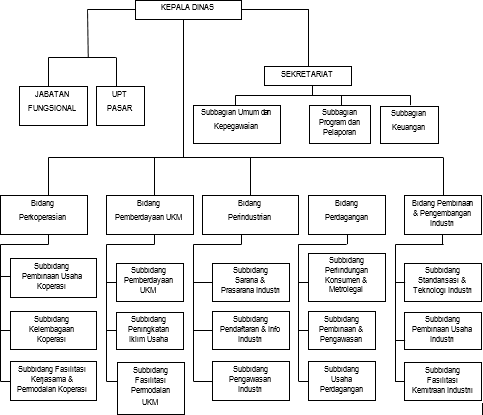 KEPALA DINAS
SEKRETARIAT
JABATAN
FUNGSIONAL
UPT
PASAR
Subbagian Umum dan
Kepegawaian
Subbagian
Program dan
Pelaporan
Subbagian
Keuangan
Bidang
Perkoperasian
Bidang
Pemberdayaan UKM
Bidang
Perindustrian
Bidang
Perdagangan
Bidang Pembinaan
& Pengembangan
Industri
Subbidang
Pembinaan Usaha
Koperasi
Subbidang
Pemberdayaan
UKM
Subbidang
Sarana &
Prasarana Industri
Subbidang
Perlindungan
Konsumen &
Metrolegal
Subbidang
Standarisasi &
Teknologi Industri
Subbidang
Kelembagaan
Koperasi
Subbidang
Peningkatan
Iklim Usaha
Subbidang
Pendaftaran & Info
Industri
Subbidang
Pembinaan &
Pengawasan
Subbidang
Pembinaan Usaha
Industri
Subbidang Fasilitasi
Kerjasama &
Permodalan Koperasi
Subbidang
Fasilitasi
Permodalan
UKM
Subbidang
Pengawasan
Industri
Subbidang
Usaha
Perdagangan
Subbidang
Fasilitasi
Kemitraan Industri